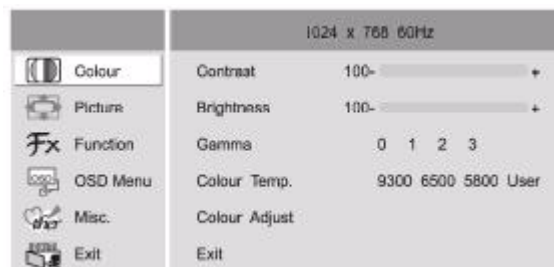 1024 x 768 60Hz
Colour
Contrast 100- +
Picture
Brightness 100- +
Fx Function
Gamma 0 1 2 3
OSD Menu
Colour Temp. 9300 6500 5800 User
Misc.
Colour Adjust
Exit
Exit